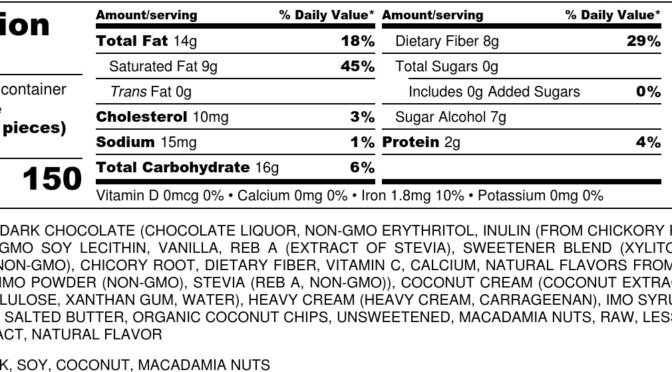 ion
container
pieces)
150
Amount/serving % Daily Value*
Total Fat 14g 18%
Saturated Fat 9g 45%
Trans Fat 0g
Cholesterol 10mg 3%
Sodium 15mg 1%
Total Carbohydrate 16g 6%
Amount/serving % Daily Value*
Dietary Fiber 8g 29%
Total Sugars 0g
Includes 0g Added Sugars 0%
Sugar Alcohol 7g
Protein 2g 4%
Vitamin D 0mcg 0% • Calcium 0mg 0% • Iron 1.8mg 10% • Potassium 0mg 0%
DARK CHOCOLATE (CHOCOLATE LIQUOR, NON-GMO ERYTHRITOL, INULIN (FROM CHICKORY
GMO SOY LECITHIN, VANILLA, REB A (EXTRACT OF STEVIA), SWEETENER BLEND (XYLITO
NON-GMO), CHICORY ROOT, DIETARY FIBER, VITAMIN C, CALCIUM, NATURAL FLAVORS FROM
IMO POWDER (NON-GMO), STEVIA (REB A, NON-GMO)), COCONUT CREAM (COCONUT EXTRAC
LULOSE, XANTHAN GUM, WATER), HEAVY CREAM (HEAVY CREAM, CARRAGEENAN), IMO SYRU
SALTED BUTTER, ORGANIC COCONUT CHIPS, UNSWEETENED, MACADAMIA NUTS, RAW, LES
ACT, NATURAL FLAVOR
K, SOY, COCONUT, MACADAMIA NUTS